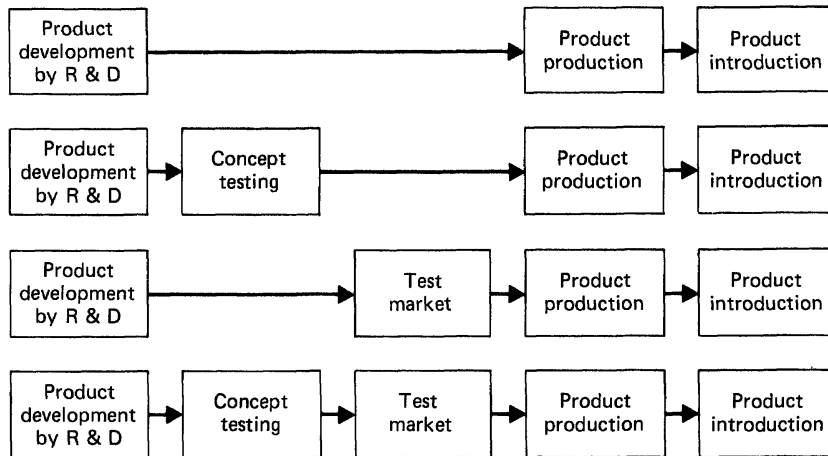 Product
development
by R & D
Product
production
Product
introduction
Product
development
by R & D
Concept
testing
Product
production
Product
introduction
Product
development
by R & D
Test
market
Product
production
Product
introduction
Product
development
by R & D
Concept
testing
Test
market
Product
production
Product
introduction